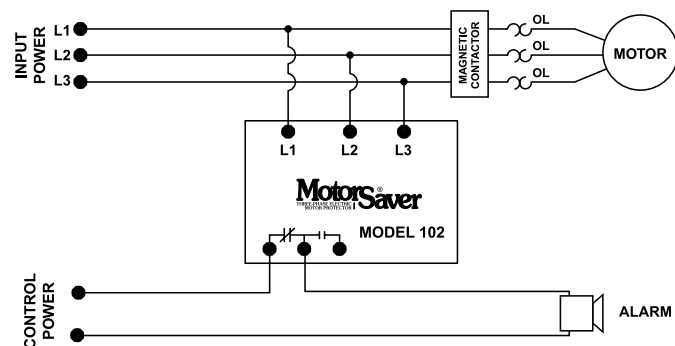 INPUT
POWER
L1
L2
L3
MAGNETIC
CONTACTOR
OL
OL
OL
MOTOR
L1
L2
L3
MotorSaver®
THREE-PHASE ELECTRIC
MOTOR PROTECTOR
MODEL 102
CONTROL
POWER
ALARM